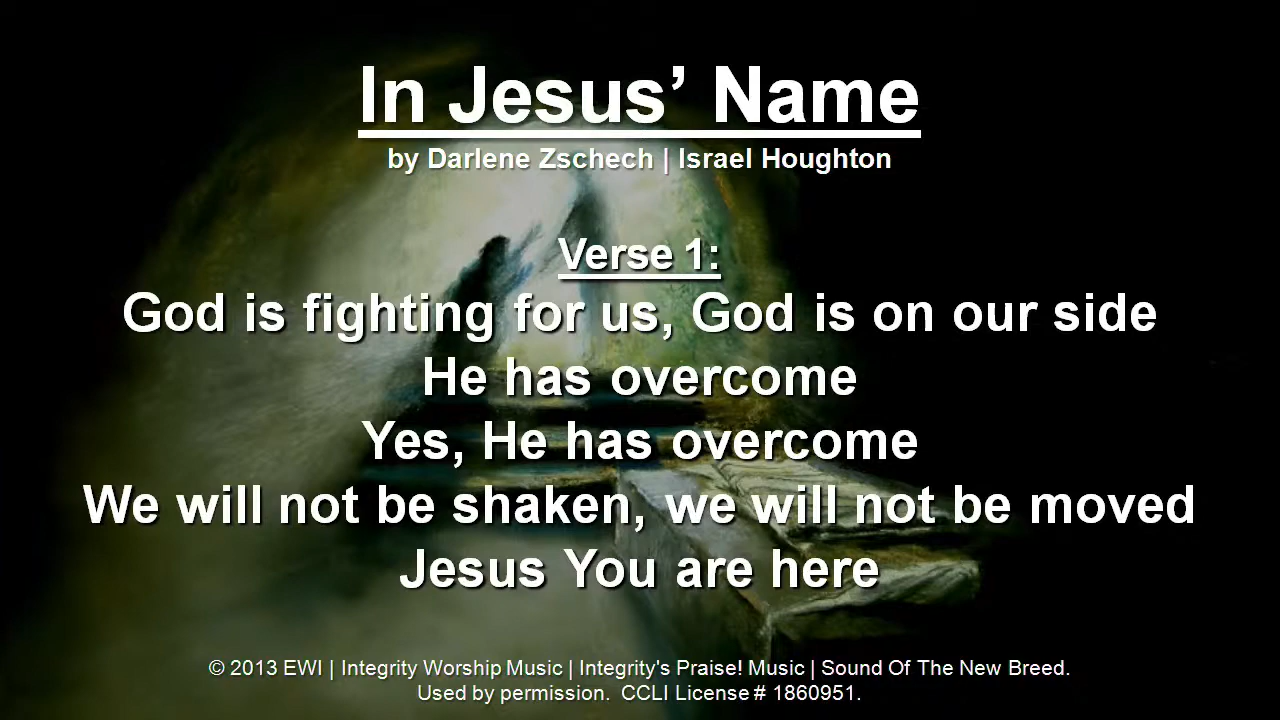 In Jesus’ Name
by Darlene Zschech | Israel Houghton
Verse 1:
God is fighting for us, God is on our side
He has overcome
Yes, He has overcome
We will not be shaken, we will not be moved
Jesus You are here
© 2013 EWI | Integrity Worship Music | Integrity's Praise! Music | Sound Of The New Breed.
Used by permission.  CCLI License # 1860951.